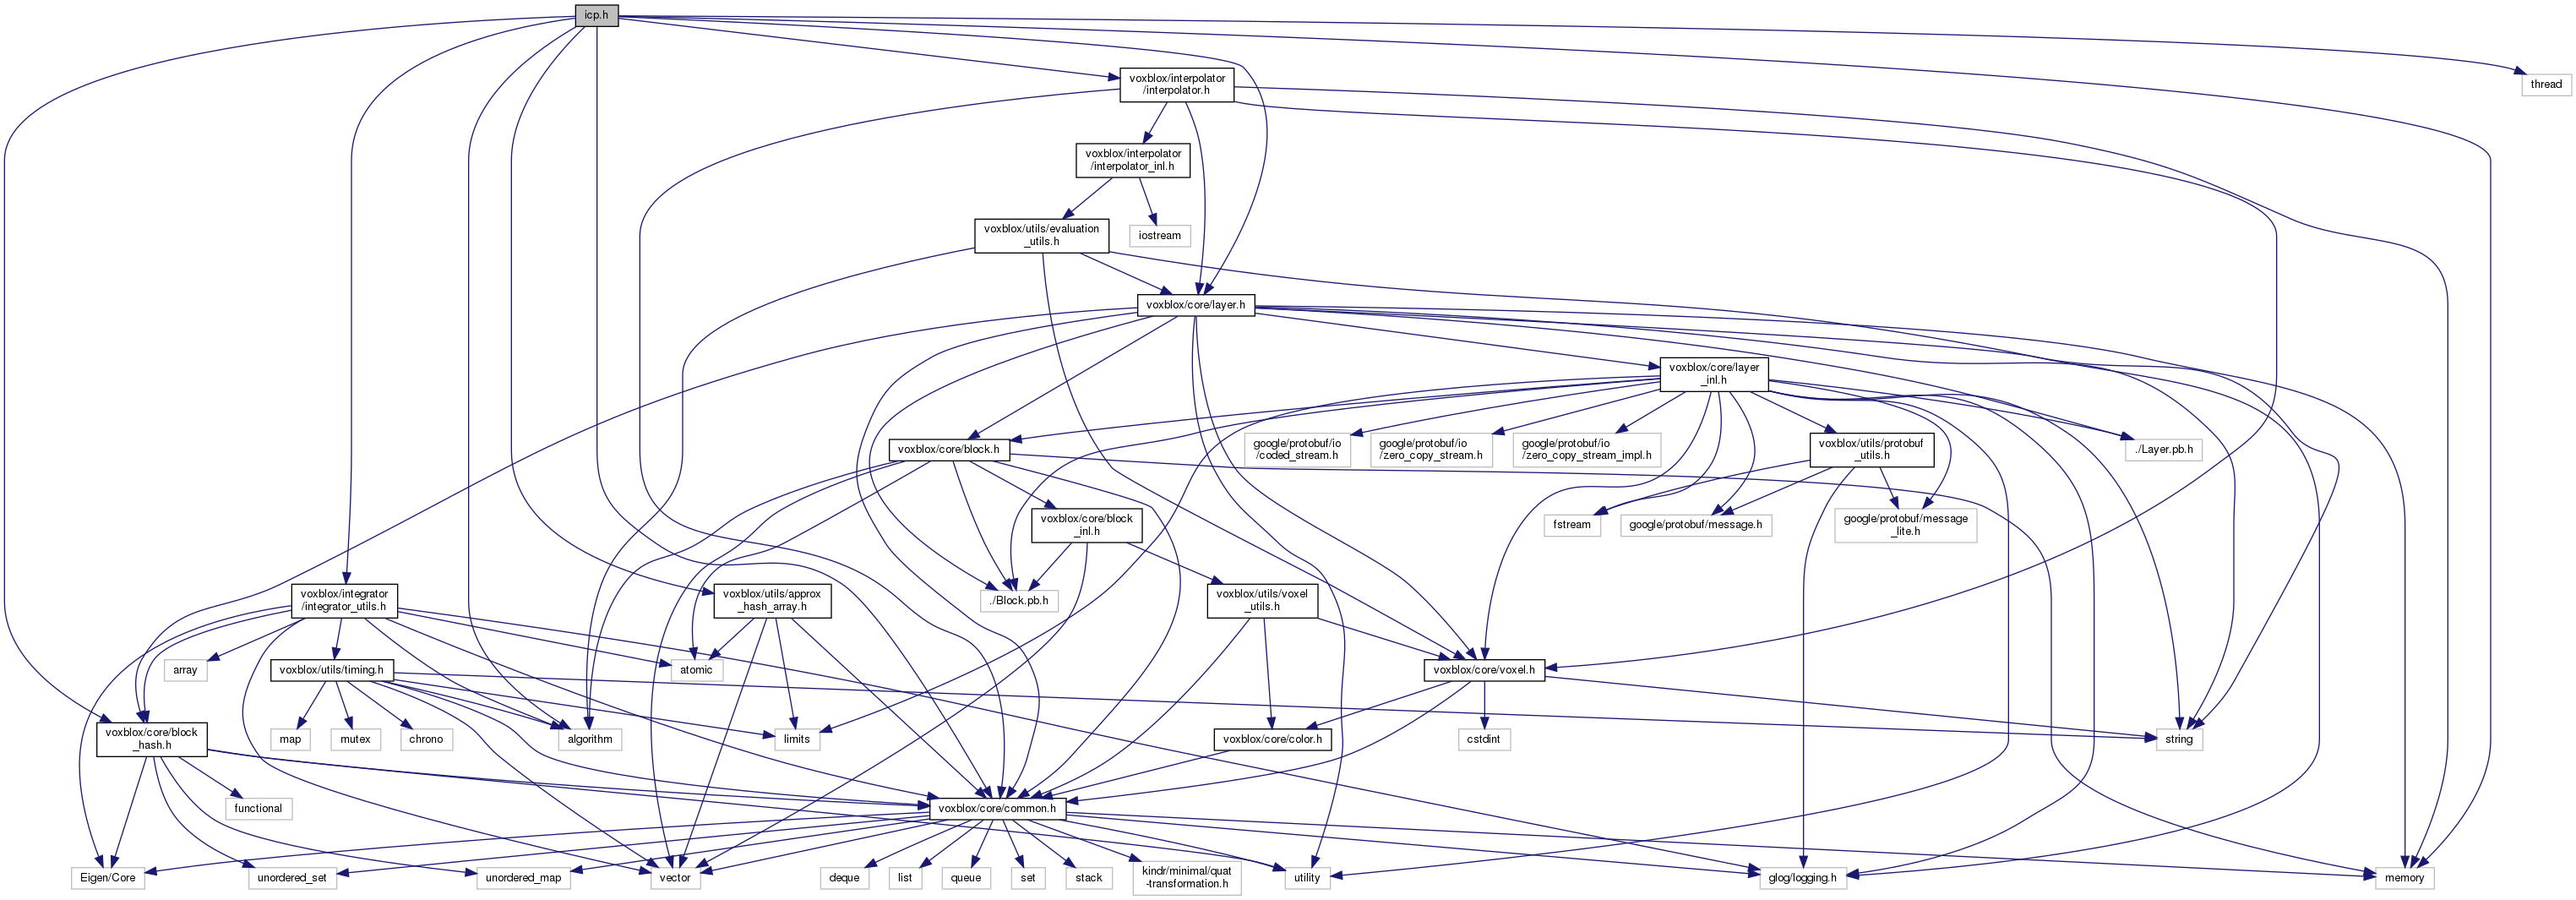 icp.h
voxblox/interpolator
/interpolator.h
thread
voxblox/interpolator
/interpolator_inl.h
voxblox/utils/evaluation
_utils.h
iostream
voxblox/core/layer.h
voxblox/core/layer
_inl.h
voxblox/core/block.h
google/protobuf/io
/coded_stream.h
google/protobuf/io
/zero_copy_stream.h
google/protobuf/io
/zero_copy_stream_impl.h
voxblox/utils/protobuf
_utils.h
./Layer.pb.h
voxblox/core/block
_inl.h
fstream
google/protobuf/message.h
google/protobuf/message
_lite.h
voxblox/integrator
/integrator_utils.h
voxblox/utils/approx
_hash_array.h
./Block.pb.h
voxblox/utils/voxel
_utils.h
array
voxblox/utils/timing.h
atomic
voxblox/core/voxel.h
voxblox/core/block
_hash.h
map
mutex
chrono
algorithm
limits
voxblox/core/color.h
cstdint
string
functional
voxblox/core/common.h
Eigen/Core
unordered_set
unordered_map
vector
deque
list
queue
set
stack
kindr/minimal/quat
-transformation.h
utility
glog/logging.h
memory